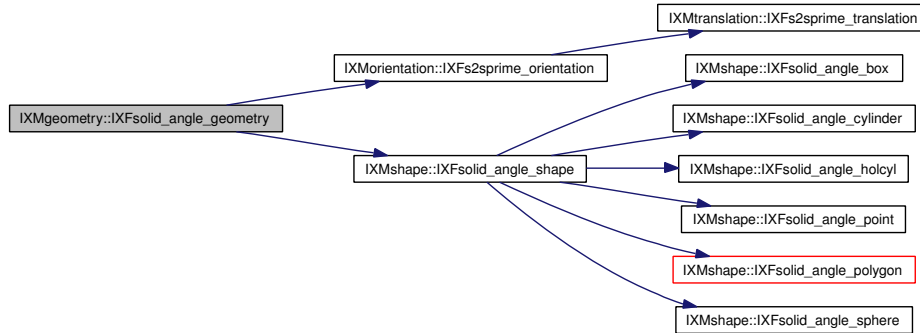 IXMtranslation::IXFs2sprime_translation
IXMorientation::IXFs2sprime_orientation
IXMshape::IXFsolid_angle_box
IXMgeometry::IXFsolid_angle_geometry
IXMshape::IXFsolid_angle_cylinder
IXMshape::IXFsolid_angle_shape
IXMshape::IXFsolid_angle_holcyl
IXMshape::IXFsolid_angle_point
IXMshape::IXFsolid_angle_polygon
IXMshape::IXFsolid_angle_sphere